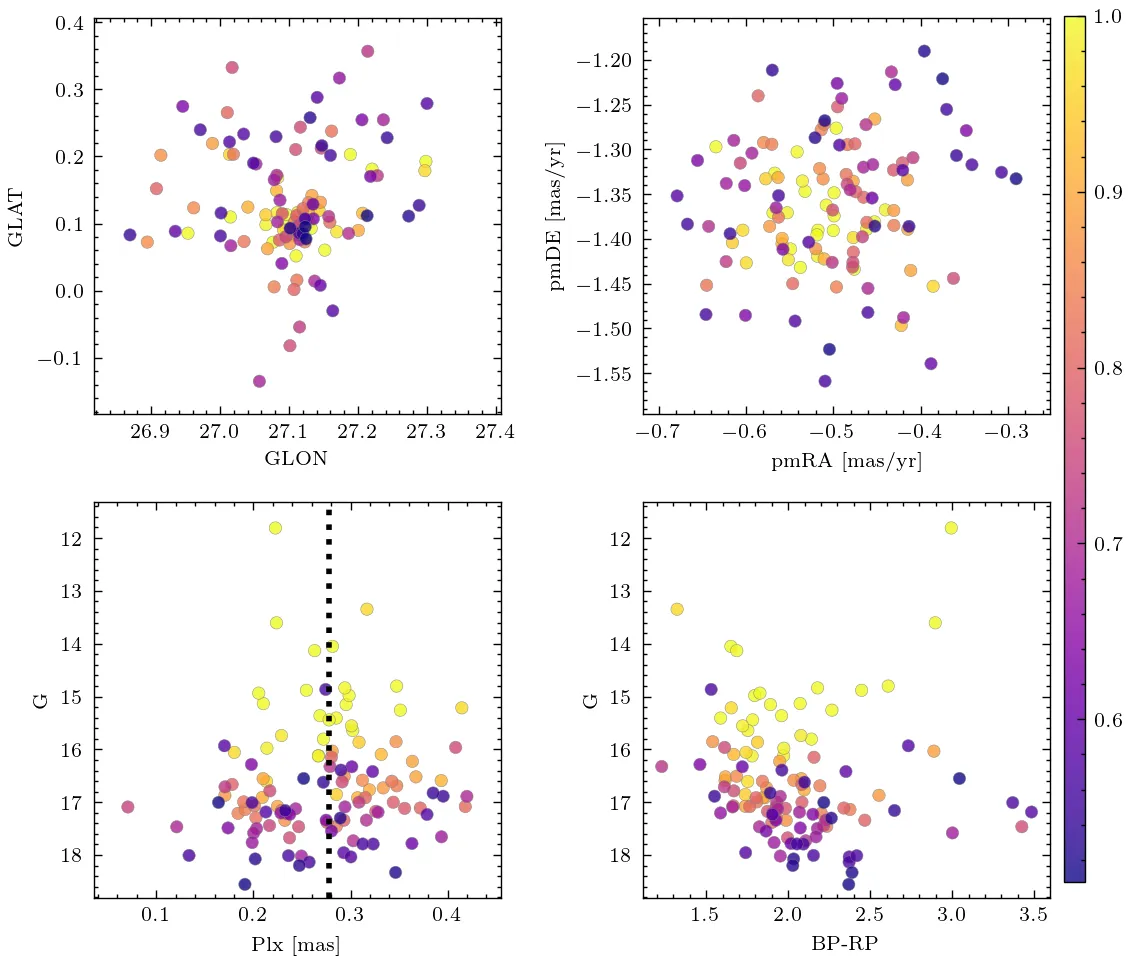 0.4
0.3
0.2
0.1
0.0
−0.1
GLAT
26.9 27.0 27.1 27.2 27.3 27.4
GLON
−1.20
−1.25
−1.30
−1.35
−1.40
−1.45
−1.50
−1.55
pmDE [mas/yr]
−0.7 −0.6 −0.5 −0.4 −0.3
pmRA [mas/yr]
1.0
0.9
0.8
0.7
0.6
12
13
14
15
16
17
18
G
0.1 0.2 0.3 0.4
Plx [mas]
12
13
14
15
16
17
18
G
1.5 2.0 2.5 3.0 3.5
BP-RP